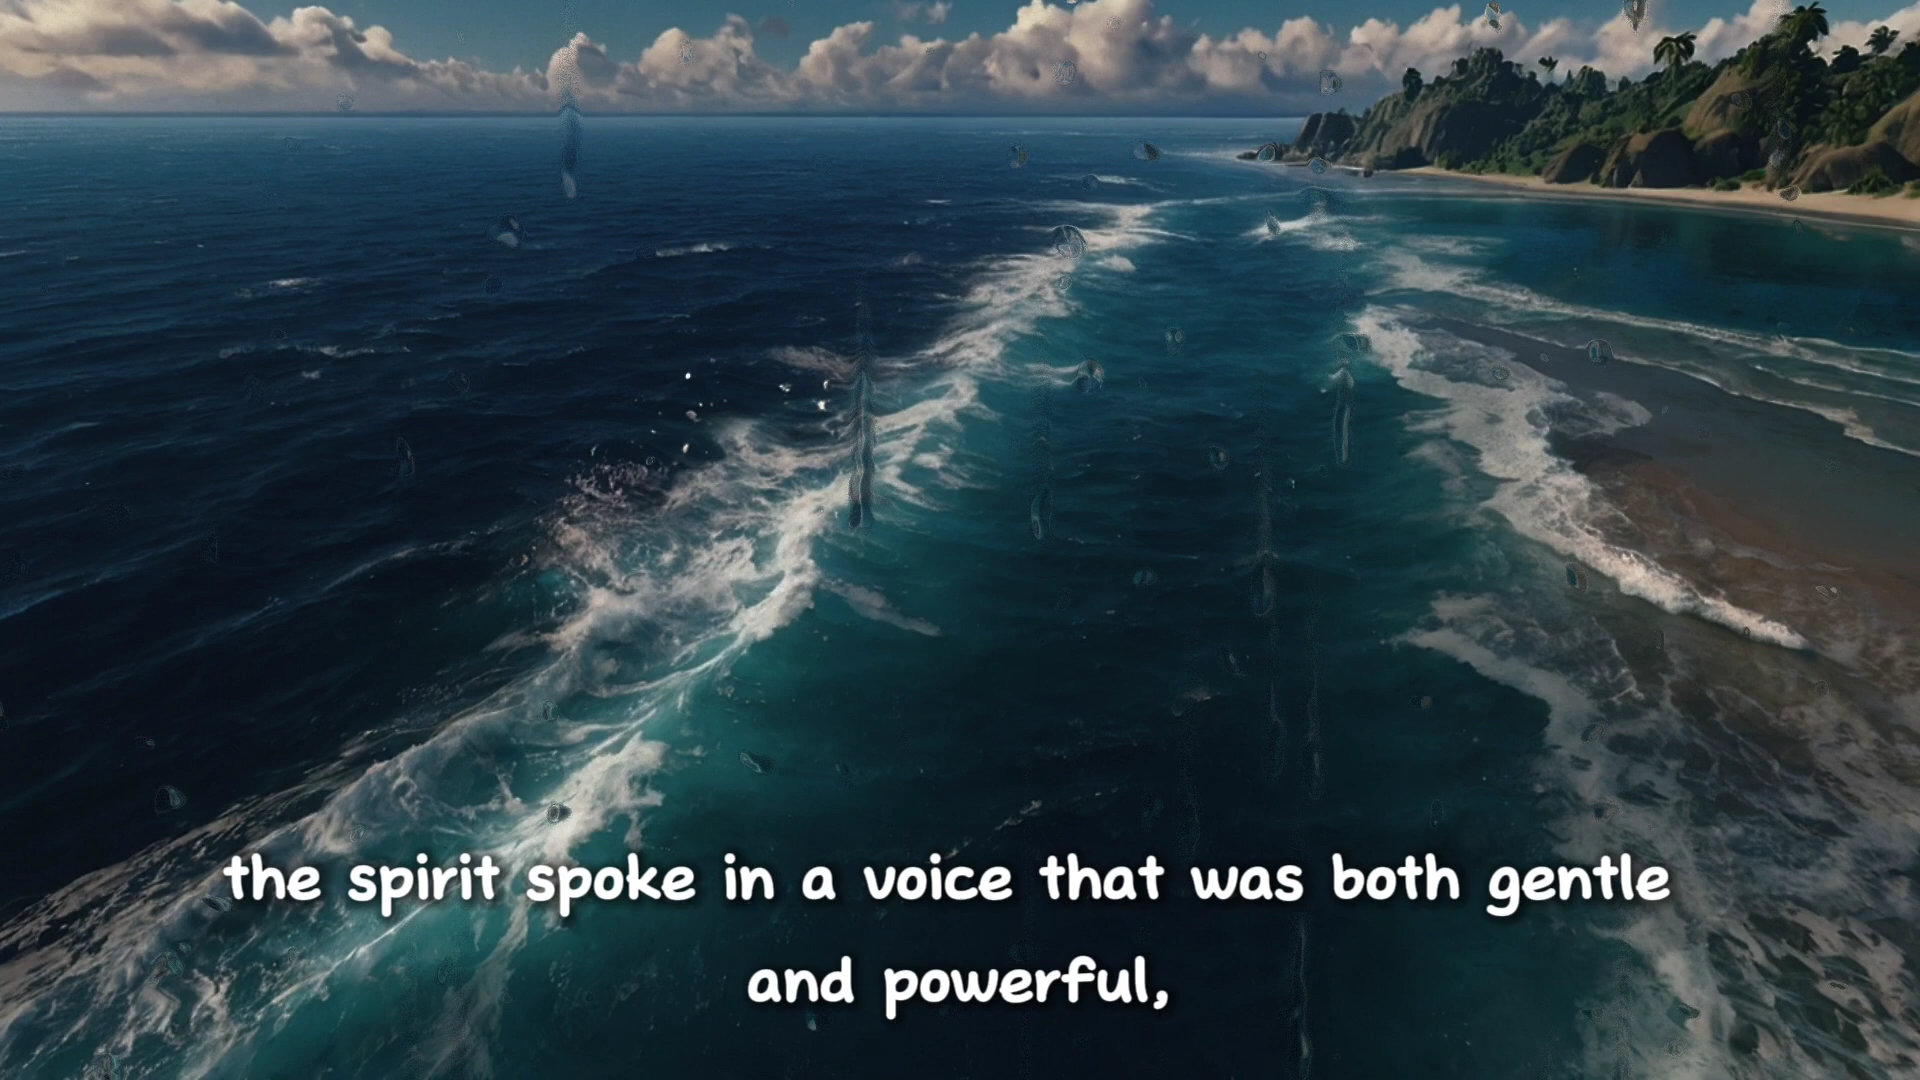 the spirit spoke in a voice that was both gentle
and powerful,